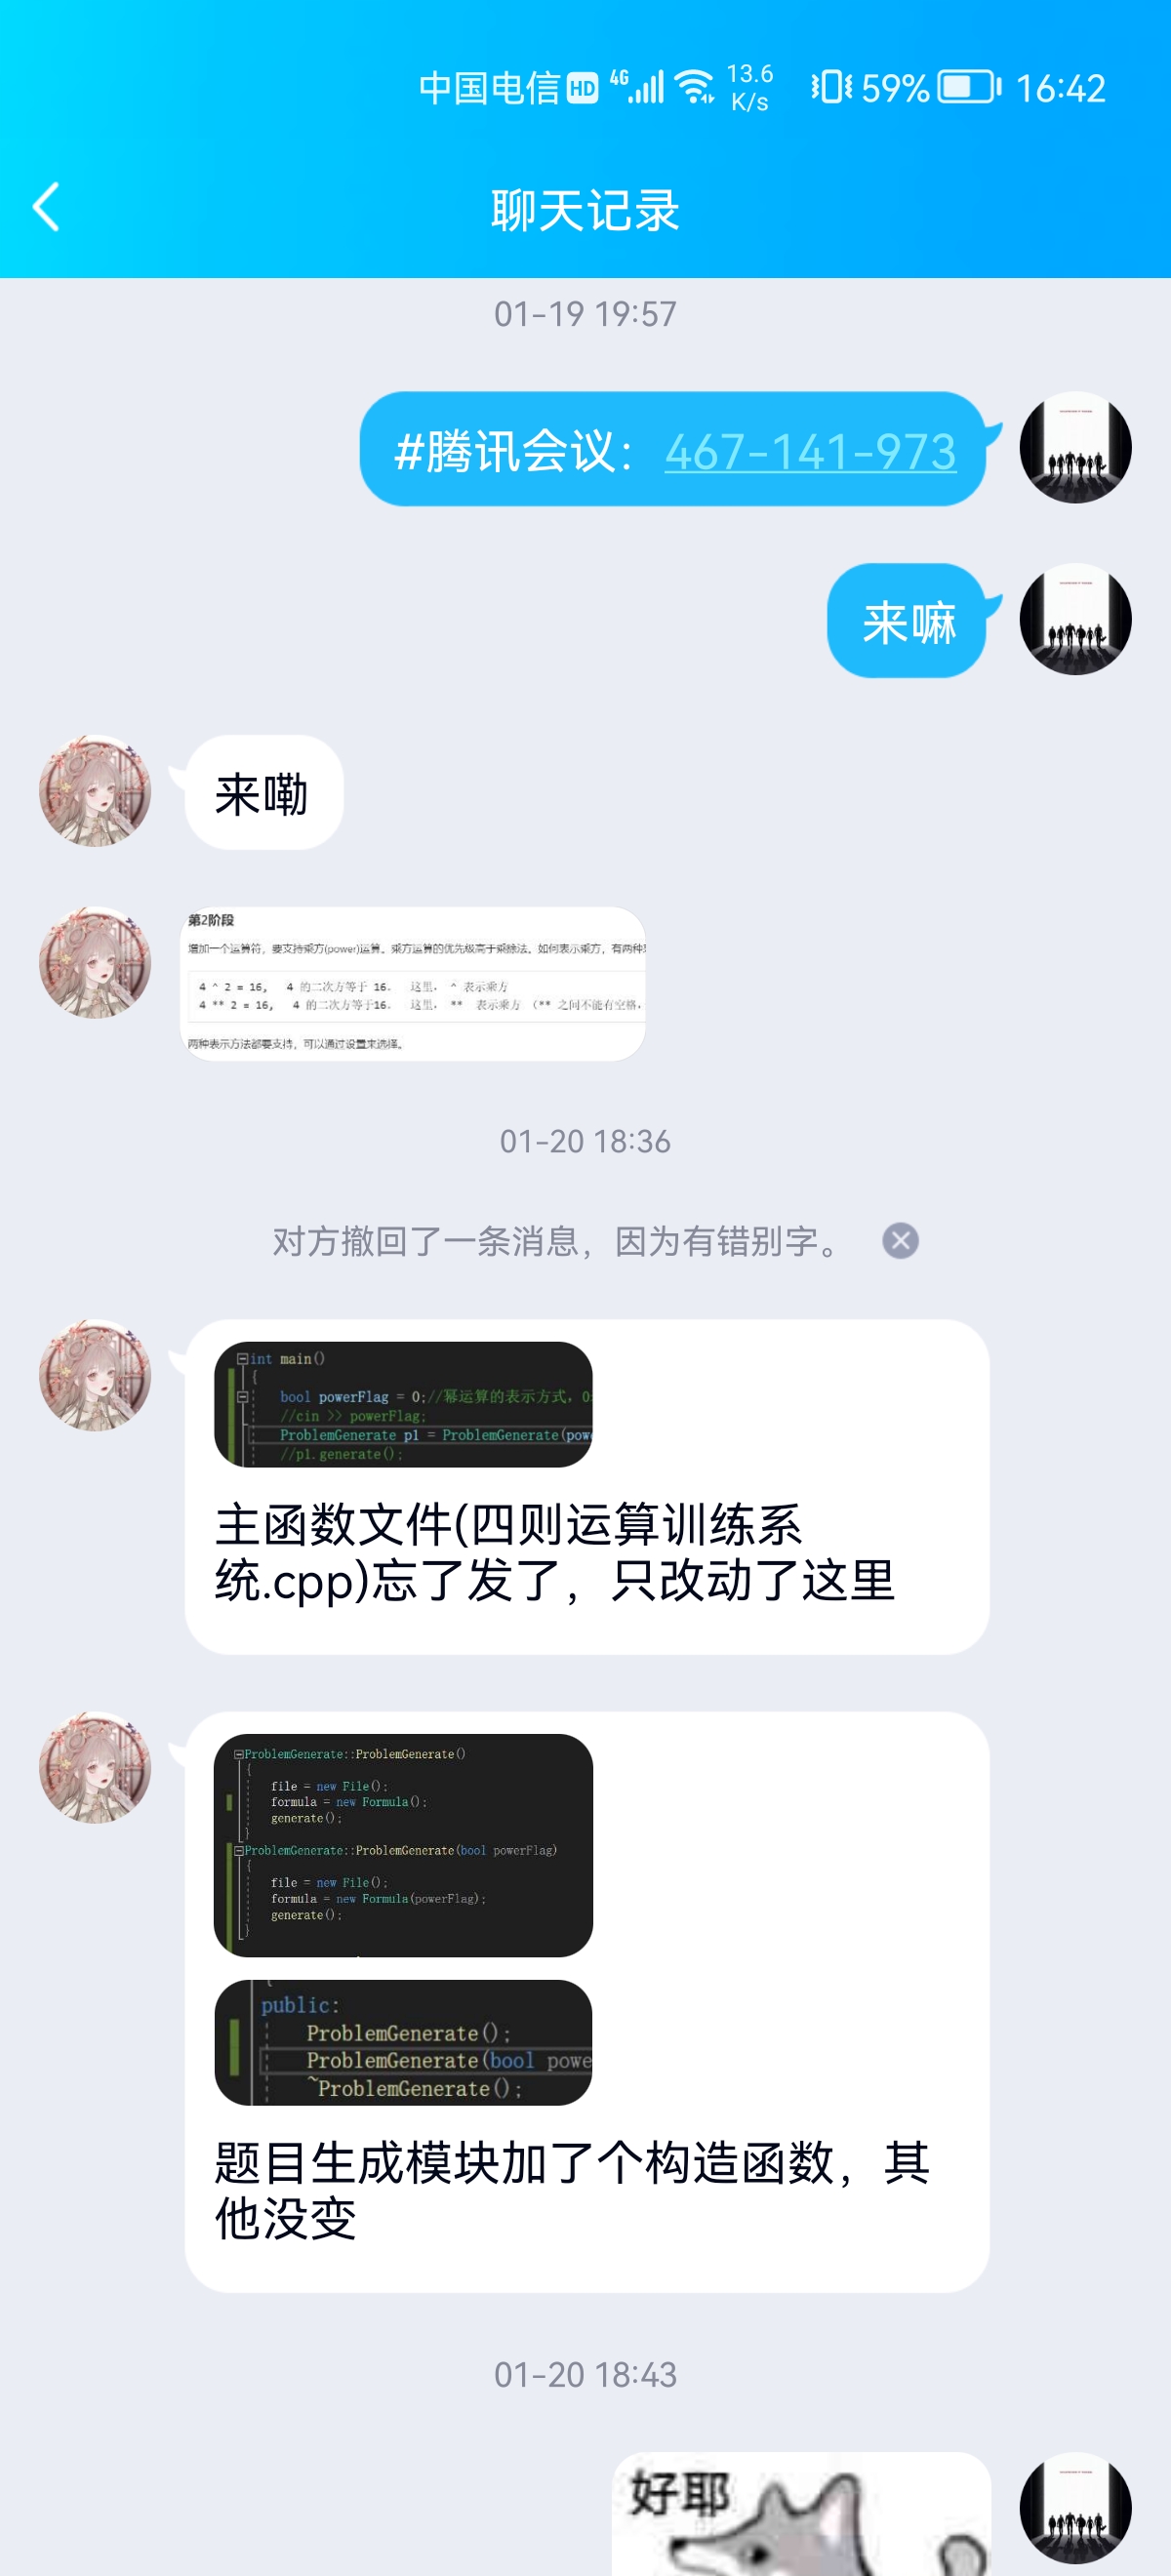 中国电信 HD 4G 13.6 K/s 59% 16:42
聊天记录
01-19 19:57
#腾讯会议：467-141-973
来嘛
来嘞
第2阶段
增加一个运算符，要支持乘方(power)运算。乘方运算的优先级高于乘除法。如何表示乘方，有两种
4 ^ 2 = 16, 4 的二次方等于 16. 这里, ^ 表示乘方
4 ** 2 = 16, 4 的二次方等于16. 这里, ** 表示乘方 (** 之间不能有空格,
两种表示方法都要支持，可以通过设置来选择。
01-20 18:36
对方撤回了一条消息，因为有错别字。
int main()
{
bool powerFlag = 0;//幂运算的表示方式, 0
//cin >> powerFlag;
ProblemGenerate p1 = ProblemGenerate(pow
//p1.generate();
主函数文件(四则运算训练系
统.cpp)忘了发了，只改动了这里
ProblemGenerate::ProblemGenerate()
{
file = new File();
formula = new Formula();
generate();
}
ProblemGenerate::ProblemGenerate(bool powerFlag)
{
file = new File();
formula = new Formula(powerFlag);
generate();
}
public:
ProblemGenerate();
ProblemGenerate(bool powe
~ProblemGenerate();
题目生成模块加了个构造函数，其
他没变
01-20 18:43
好耶